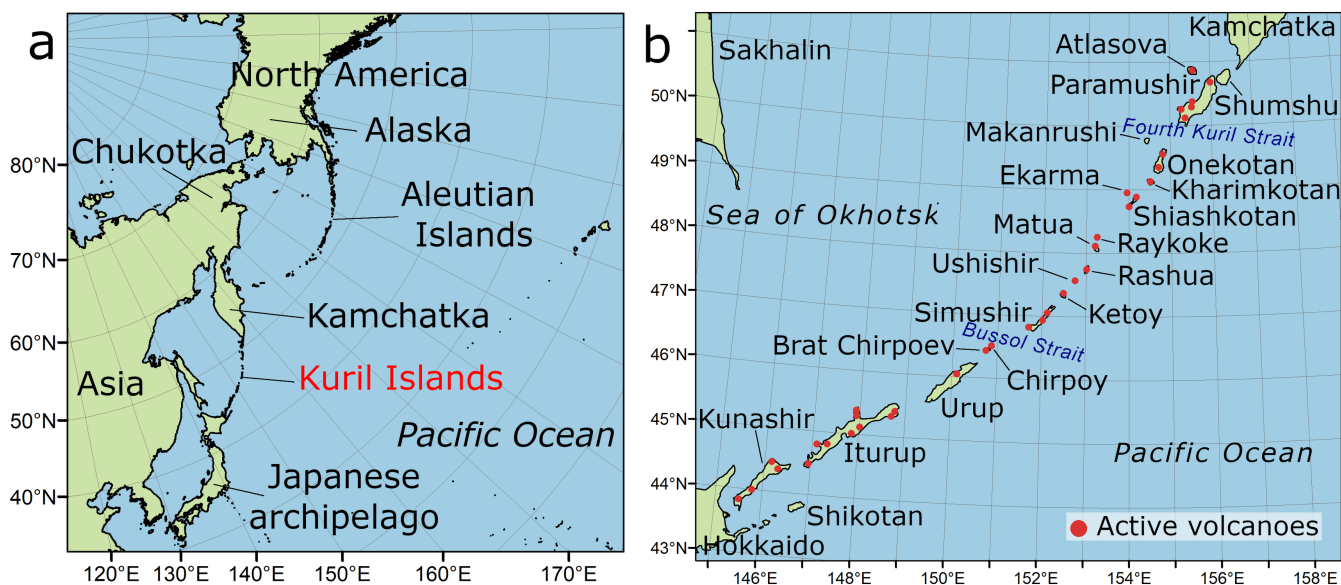 a
North America
Alaska
Chukotka
80°N
Aleutian
Islands
70°N
Kamchatka
60°N
Asia
Kuril Islands
50°N
Pacific Ocean
Japanese
archipelago
40°N
120°E
130°E
140°E
150°E
160°E
170°E
b
Kamchatka
Sakhalin
Atlasova
Paramushir
50°N
Shumshu
Makanrushi
Fourth Kuril Strait
49°N
Onekotan
Ekarma
Kharimkotan
48°N
Sea of Okhotsk
Shiashkotan
Matua
Raykoke
47°N
Ushishir
Rashua
Simushir
Ketoy
46°N
Bussol Strait
Brat Chirpoev
Chirpoy
45°N
Urup
Kunashir
Iturup
Pacific Ocean
44°N
Shikotan
Active volcanoes
43°N
Hokkaido
146°E
148°E
150°E
152°E
154°E
156°E
158°E